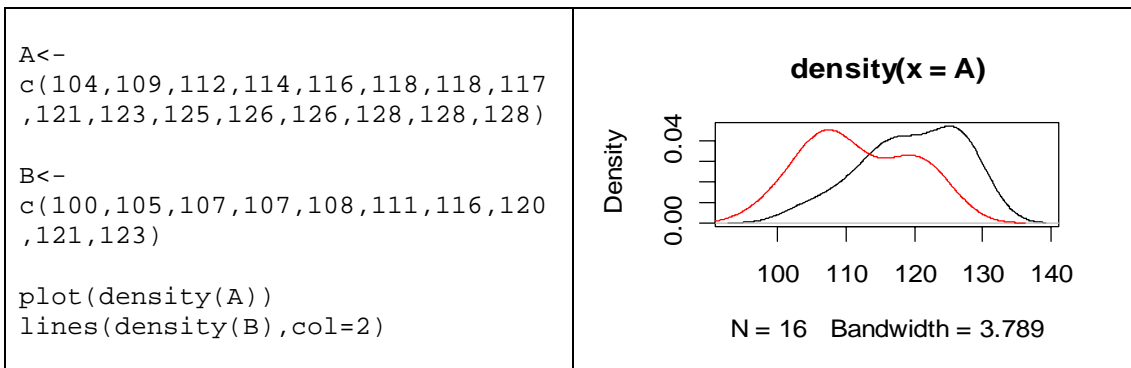 A<-
c(104,109,112,114,116,118,118,117
,121,123,125,126,126,128,128,128)
B<-
c(100,105,107,107,108,111,116,120
,121,123)
plot(density(A))
lines(density(B),col=2)
density(x = A)
Density
0.04
0.00
100 110 120 130 140
N = 16 Bandwidth = 3.789